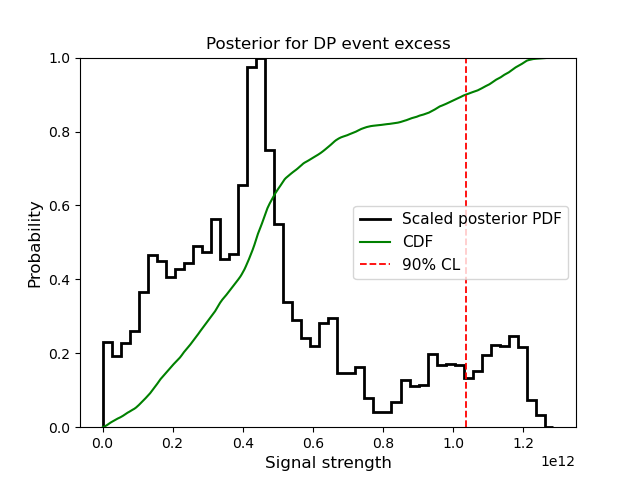 Posterior for DP event excess
Probability
1.0
0.8
0.6
0.4
0.2
0.0
Scaled posterior PDF
CDF
90% CL
0.0 0.2 0.4 0.6 0.8 1.0 1.2
1e12
Signal strength